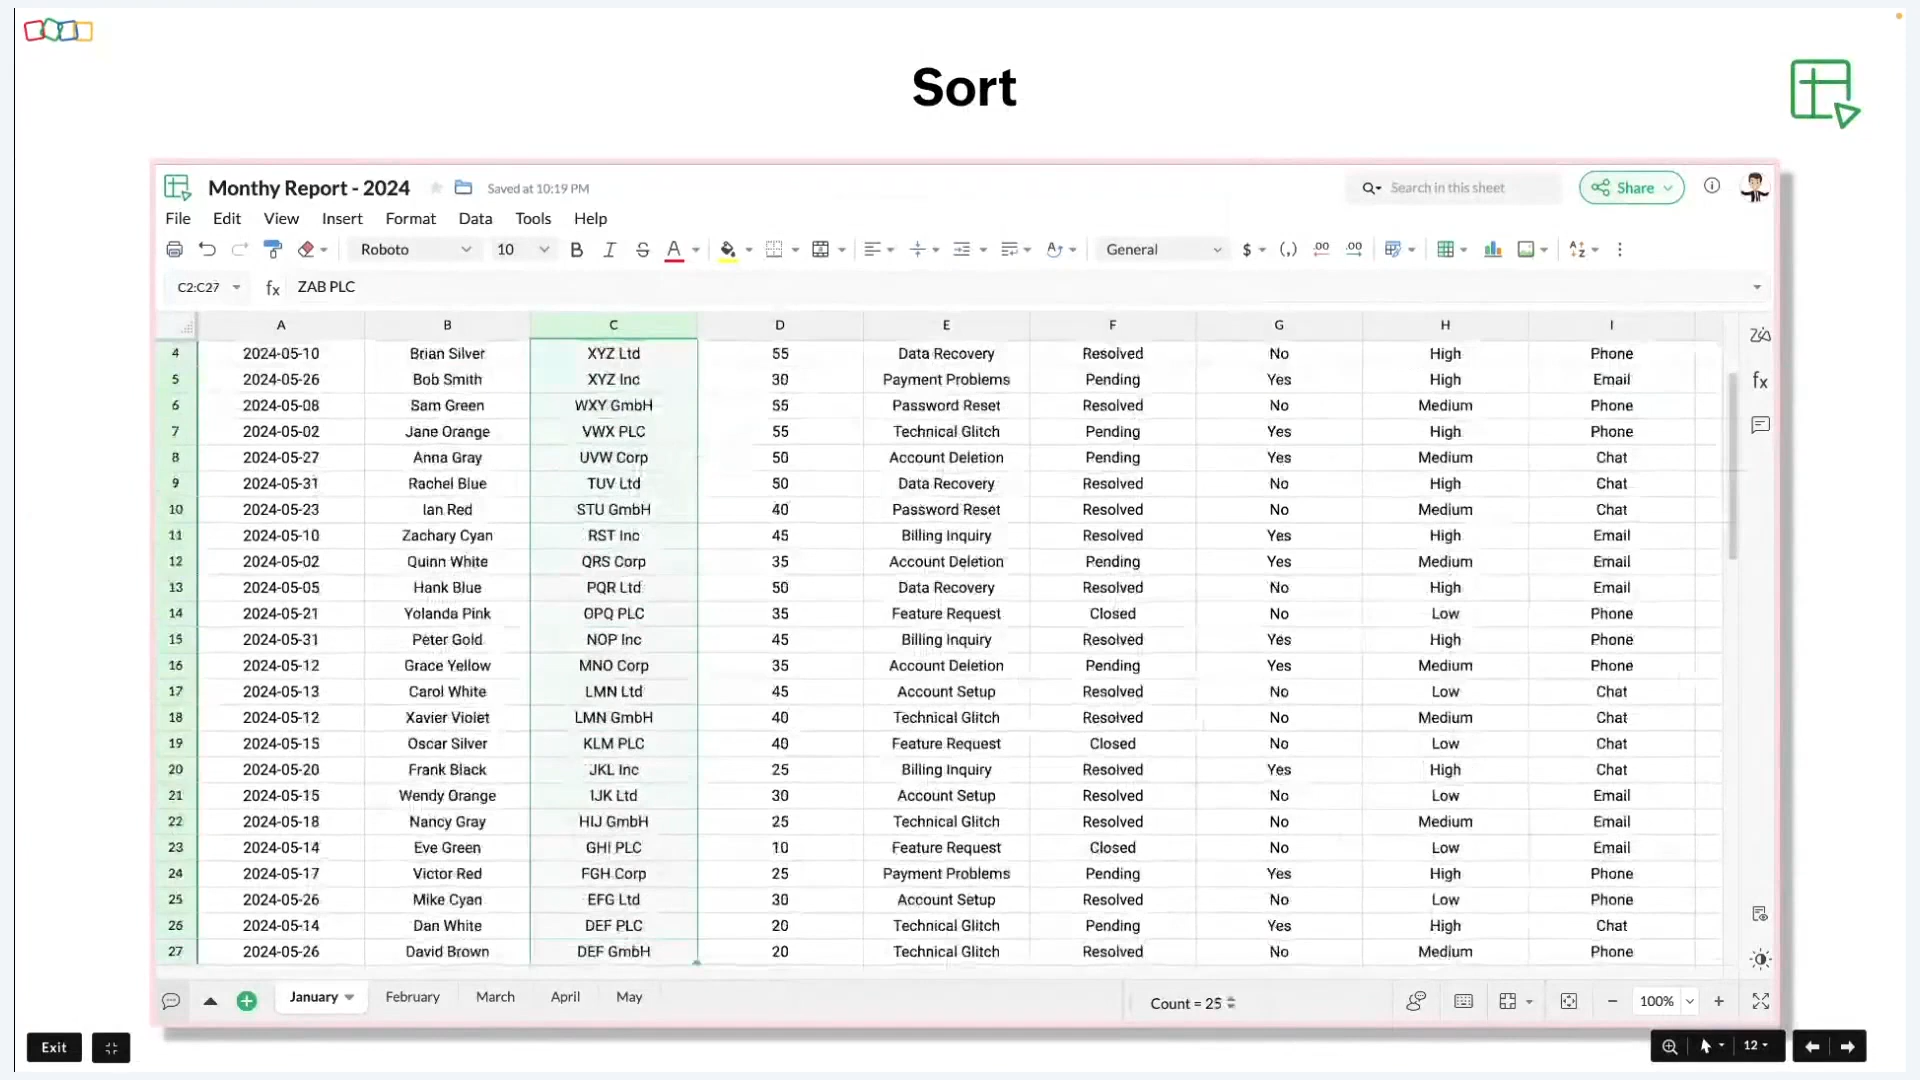 Sort
Monthy Report - 2024 Saved at 10:19 PM Search in this sheet Share
File Edit View Insert Format Data Tools Help
Roboto 10 B I S A General $ (,) .00 .00
C2:C27 fx ZAB PLC
A B C D E F G H I
4 2024-05-10 Brian Silver XYZ Ltd 55 Data Recovery Resolved No High Phone
5 2024-05-26 Bob Smith XYZ Inc 30 Payment Problems Pending Yes High Email
6 2024-05-08 Sam Green WXY GmbH 55 Password Reset Resolved No Medium Phone
7 2024-05-02 Jane Orange VWX PLC 55 Technical Glitch Pending Yes High Phone
8 2024-05-27 Anna Gray UVW Corp 50 Account Deletion Pending Yes Medium Chat
9 2024-05-31 Rachel Blue TUV Ltd 50 Data Recovery Resolved No High Chat
10 2024-05-23 Ian Red STU GmbH 40 Password Reset Resolved No Medium Chat
11 2024-05-10 Zachary Cyan RST Inc 45 Billing Inquiry Resolved Yes High Email
12 2024-05-02 Quinn White QRS Corp 35 Account Deletion Pending Yes Medium Email
13 2024-05-05 Hank Blue PQR Ltd 50 Data Recovery Resolved No High Email
14 2024-05-21 Yolanda Pink OPQ PLC 35 Feature Request Closed No Low Phone
15 2024-05-31 Peter Gold NOP Inc 45 Billing Inquiry Resolved Yes High Phone
16 2024-05-12 Grace Yellow MNO Corp 35 Account Deletion Pending Yes Medium Phone
17 2024-05-13 Carol White LMN Ltd 45 Account Setup Resolved No Low Chat
18 2024-05-12 Xavier Violet LMN GmbH 40 Technical Glitch Resolved No Medium Chat
19 2024-05-15 Oscar Silver KLM PLC 40 Feature Request Closed No Low Chat
20 2024-05-20 Frank Black JKL Inc 25 Billing Inquiry Resolved Yes High Chat
21 2024-05-15 Wendy Orange IJK Ltd 30 Account Setup Resolved No Low Email
22 2024-05-18 Nancy Gray HIJ GmbH 25 Technical Glitch Resolved No Medium Email
23 2024-05-14 Eve Green GHI PLC 10 Feature Request Closed No Low Email
24 2024-05-17 Victor Red FGH Corp 25 Payment Problems Pending Yes High Phone
25 2024-05-26 Mike Cyan EFG Ltd 30 Account Setup Resolved No Low Phone
26 2024-05-14 Dan White DEF PLC 20 Technical Glitch Pending Yes High Chat
27 2024-05-26 David Brown DEF GmbH 20 Technical Glitch Resolved No Medium Phone
January February March April May Count = 25 100%
Exit 12